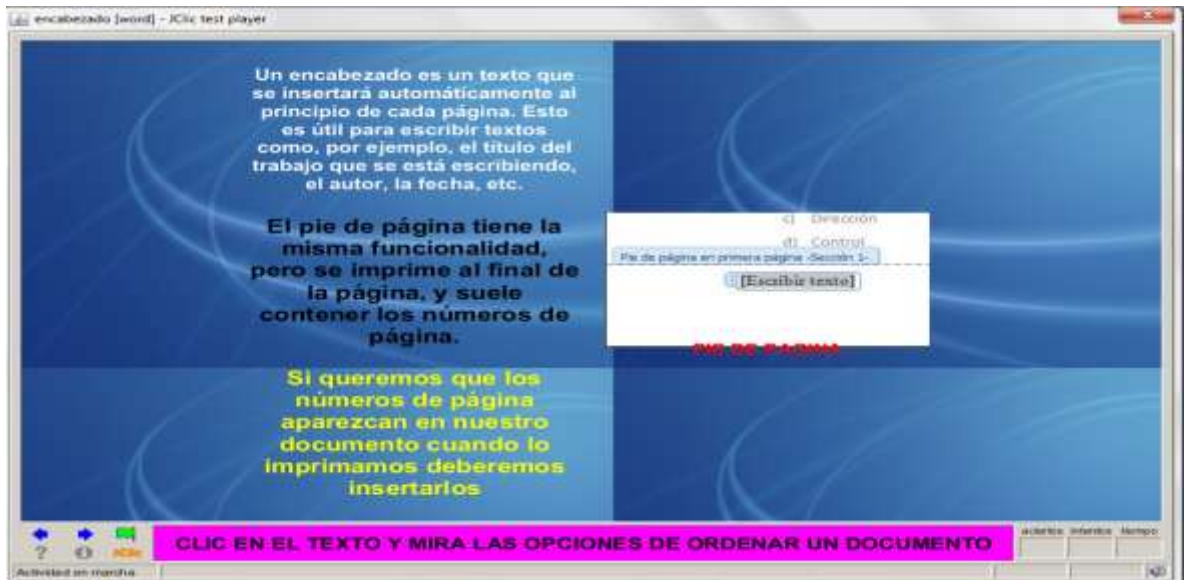 encabezado [word] - JClic test player
Un encabezado es un texto que
se insertará automáticamente al
principio de cada página. Esto
es útil para escribir textos
como, por ejemplo, el título del
trabajo que se está escribiendo,
el autor, la fecha, etc.
El pie de página tiene la
misma funcionalidad,
pero se imprime al final de
la página, y suele
contener los números de
página.
Si queremos que los
números de página
aparezcan en nuestro
documento cuando lo
imprimamos deberemos
insertarlos
c) Dirección
d) Control
Pie de página en primera página -Sección 1-
[Escribir texto]
PIE DE PAGINA
CLIC EN EL TEXTO Y MIRA LAS OPCIONES DE ORDENAR UN DOCUMENTO
aciertos intentos tiempo
JClic
Actividad en marcha